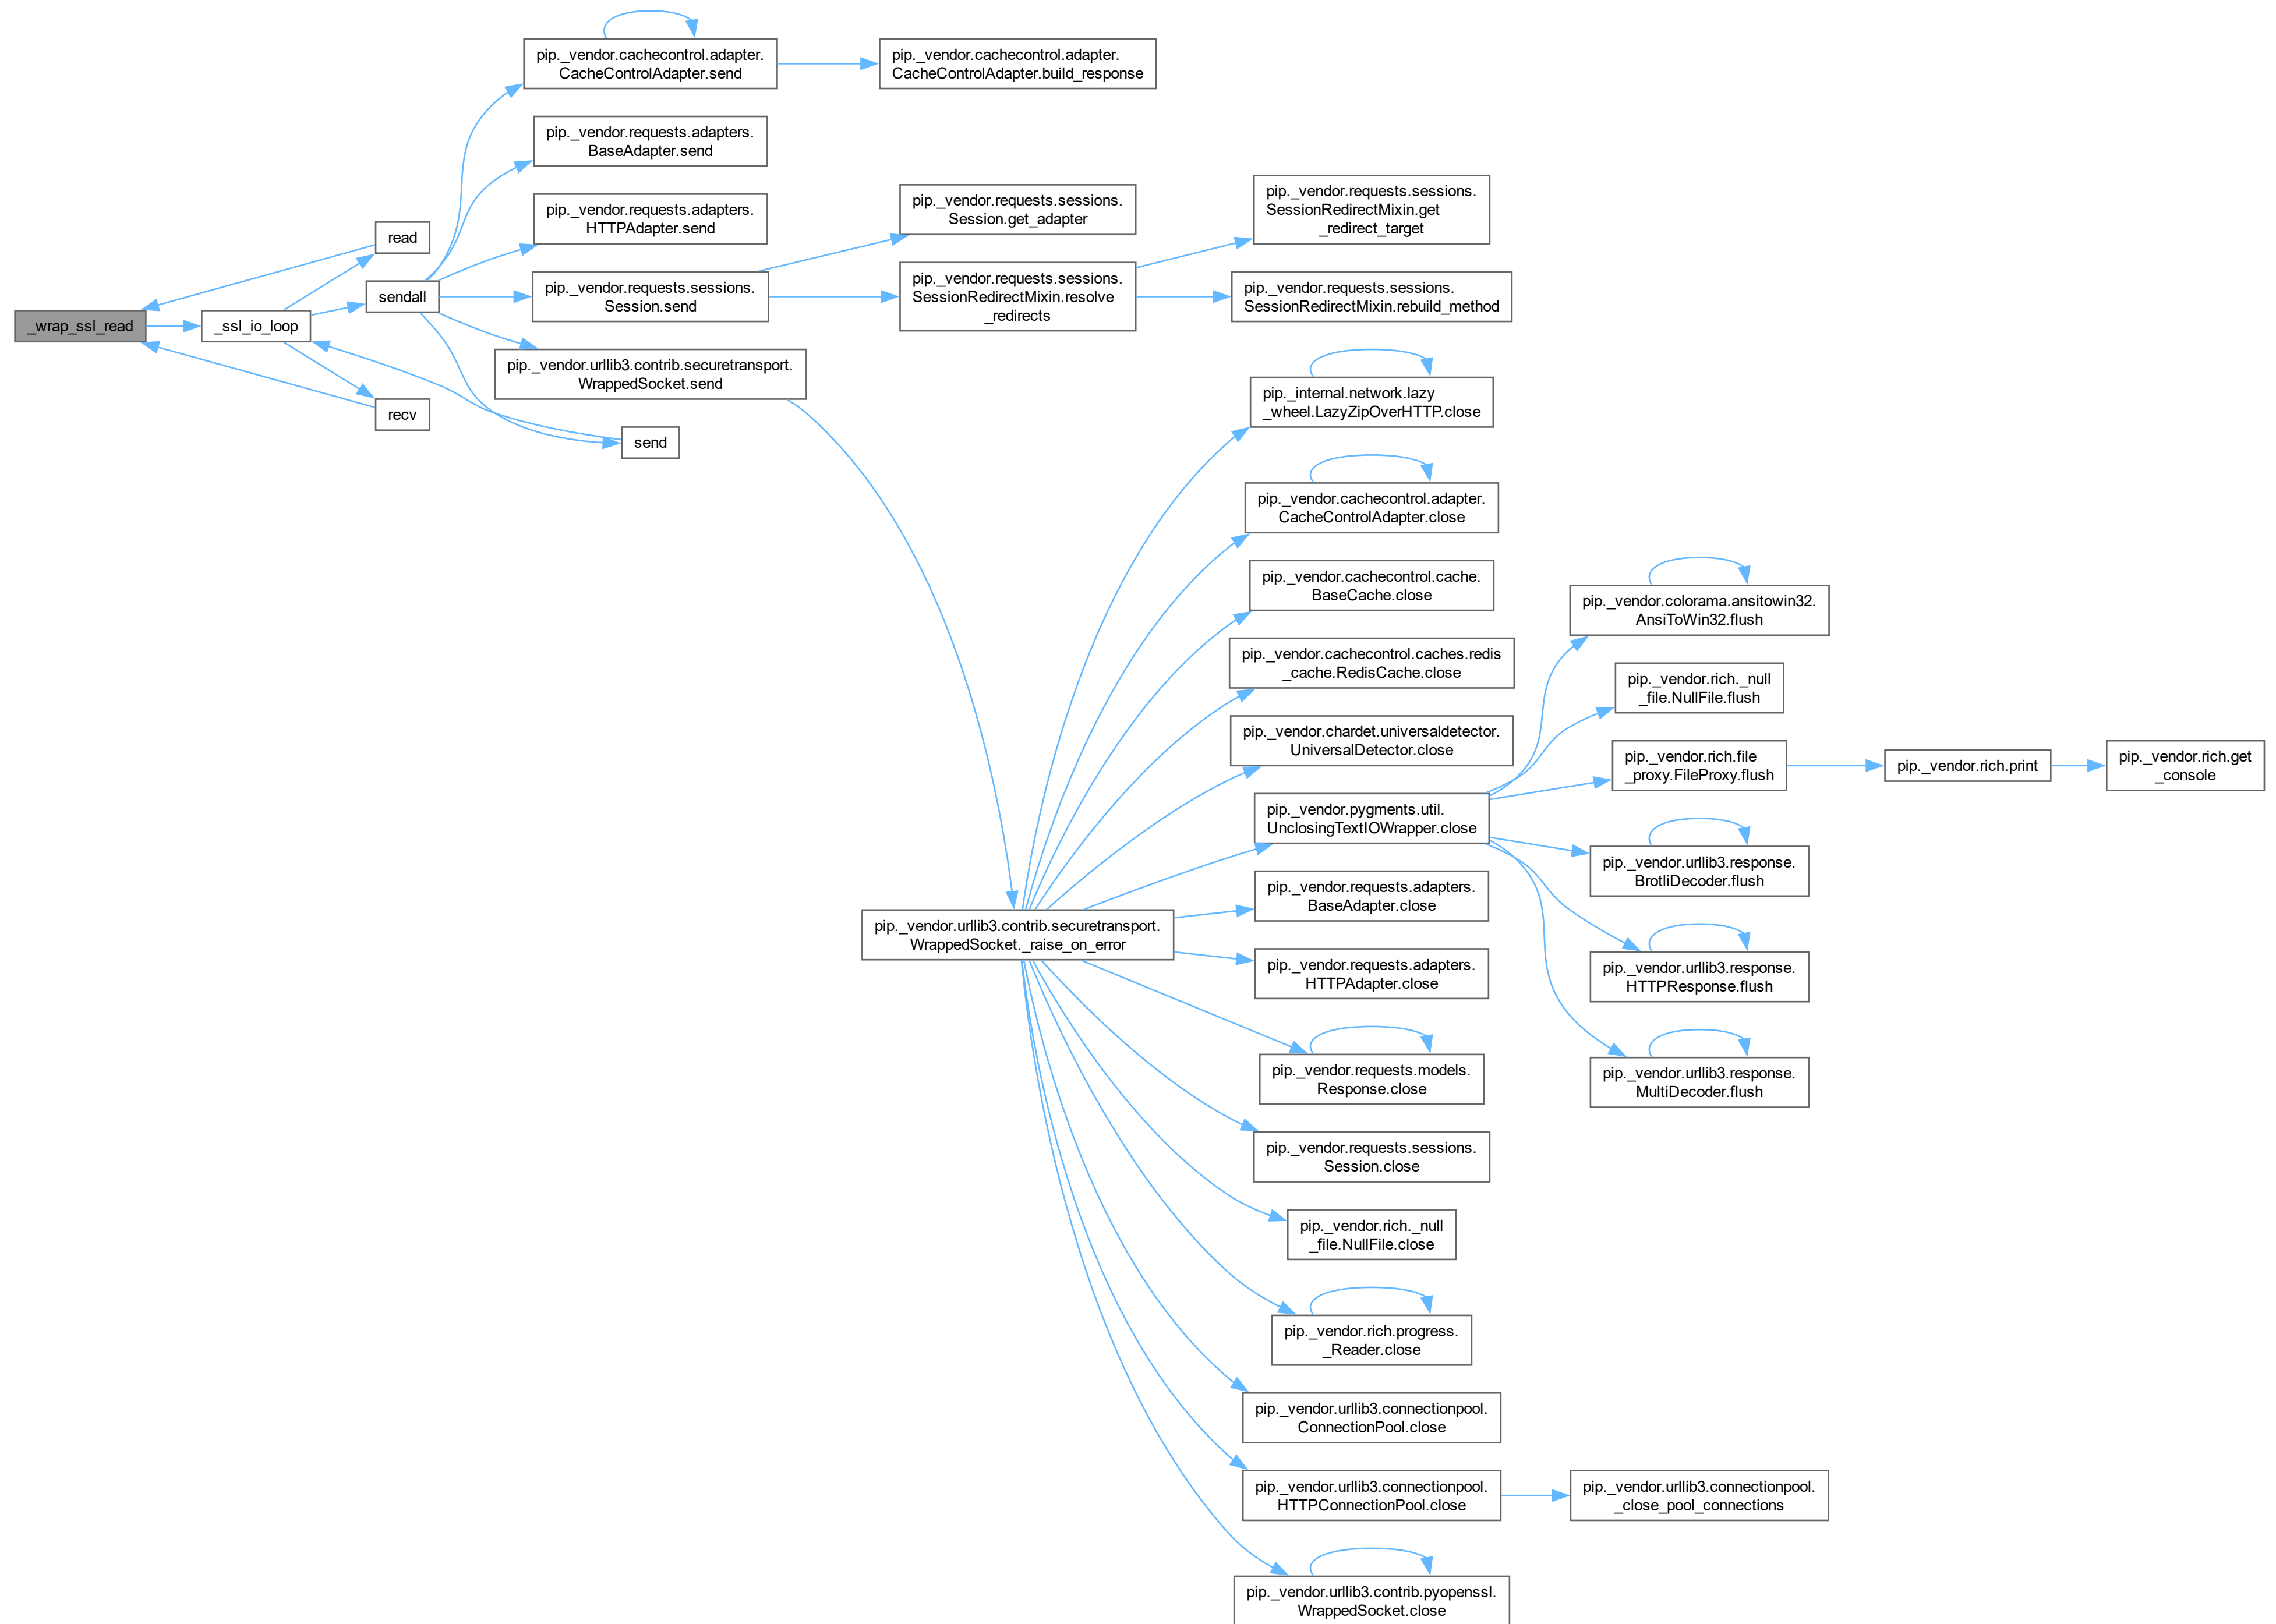 _wrap_ssl_read
_ssl_io_loop
read
sendall
recv
pip._vendor.cachecontrol.adapter.
CacheControlAdapter.send
pip._vendor.cachecontrol.adapter.
CacheControlAdapter.build_response
pip._vendor.requests.adapters.
BaseAdapter.send
pip._vendor.requests.adapters.
HTTPAdapter.send
pip._vendor.requests.sessions.
Session.send
pip._vendor.requests.sessions.
Session.get_adapter
pip._vendor.requests.sessions.
SessionRedirectMixin.resolve
_redirects
pip._vendor.requests.sessions.
SessionRedirectMixin.get
_redirect_target
pip._vendor.requests.sessions.
SessionRedirectMixin.rebuild_method
pip._vendor.urllib3.contrib.securetransport.
WrappedSocket.send
send
pip._vendor.urllib3.contrib.securetransport.
WrappedSocket._raise_on_error
pip._internal.network.lazy
_wheel.LazyZipOverHTTP.close
pip._vendor.cachecontrol.adapter.
CacheControlAdapter.close
pip._vendor.cachecontrol.cache.
BaseCache.close
pip._vendor.cachecontrol.caches.redis
_cache.RedisCache.close
pip._vendor.chardet.universaldetector.
UniversalDetector.close
pip._vendor.pygments.util.
UnclosingTextIOWrapper.close
pip._vendor.requests.adapters.
BaseAdapter.close
pip._vendor.requests.adapters.
HTTPAdapter.close
pip._vendor.requests.models.
Response.close
pip._vendor.requests.sessions.
Session.close
pip._vendor.rich._null
_file.NullFile.close
pip._vendor.rich.progress.
_Reader.close
pip._vendor.urllib3.connectionpool.
ConnectionPool.close
pip._vendor.urllib3.connectionpool.
HTTPConnectionPool.close
pip._vendor.urllib3.contrib.pyopenssl.
WrappedSocket.close
pip._vendor.colorama.ansitowin32.
AnsiToWin32.flush
pip._vendor.rich._null
_file.NullFile.flush
pip._vendor.rich.file
_proxy.FileProxy.flush
pip._vendor.rich.print
pip._vendor.rich.get
_console
pip._vendor.urllib3.response.
BrotliDecoder.flush
pip._vendor.urllib3.response.
HTTPResponse.flush
pip._vendor.urllib3.response.
MultiDecoder.flush
pip._vendor.urllib3.connectionpool.
_close_pool_connections